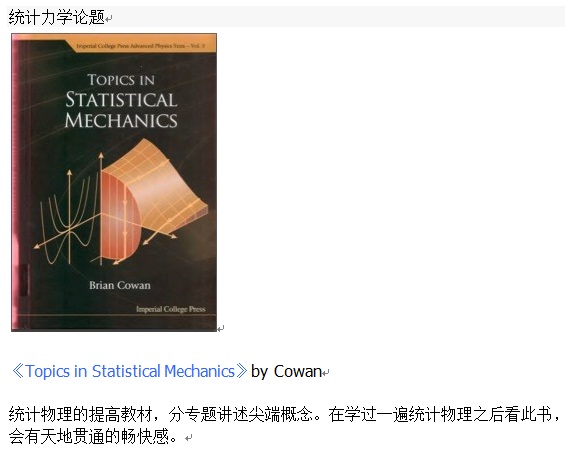 统计力学论题
Imperial College Press Advanced Physics Texts – Vol. 3
TOPICS IN
STATISTICAL
MECHANICS
Brian Cowan
Imperial College Press
《Topics in Statistical Mechanics》by Cowan
统计物理的提高教材，分专题讲述尖端概念。在学过一遍统计物理之后看此书，
会有天地贯通的畅快感。